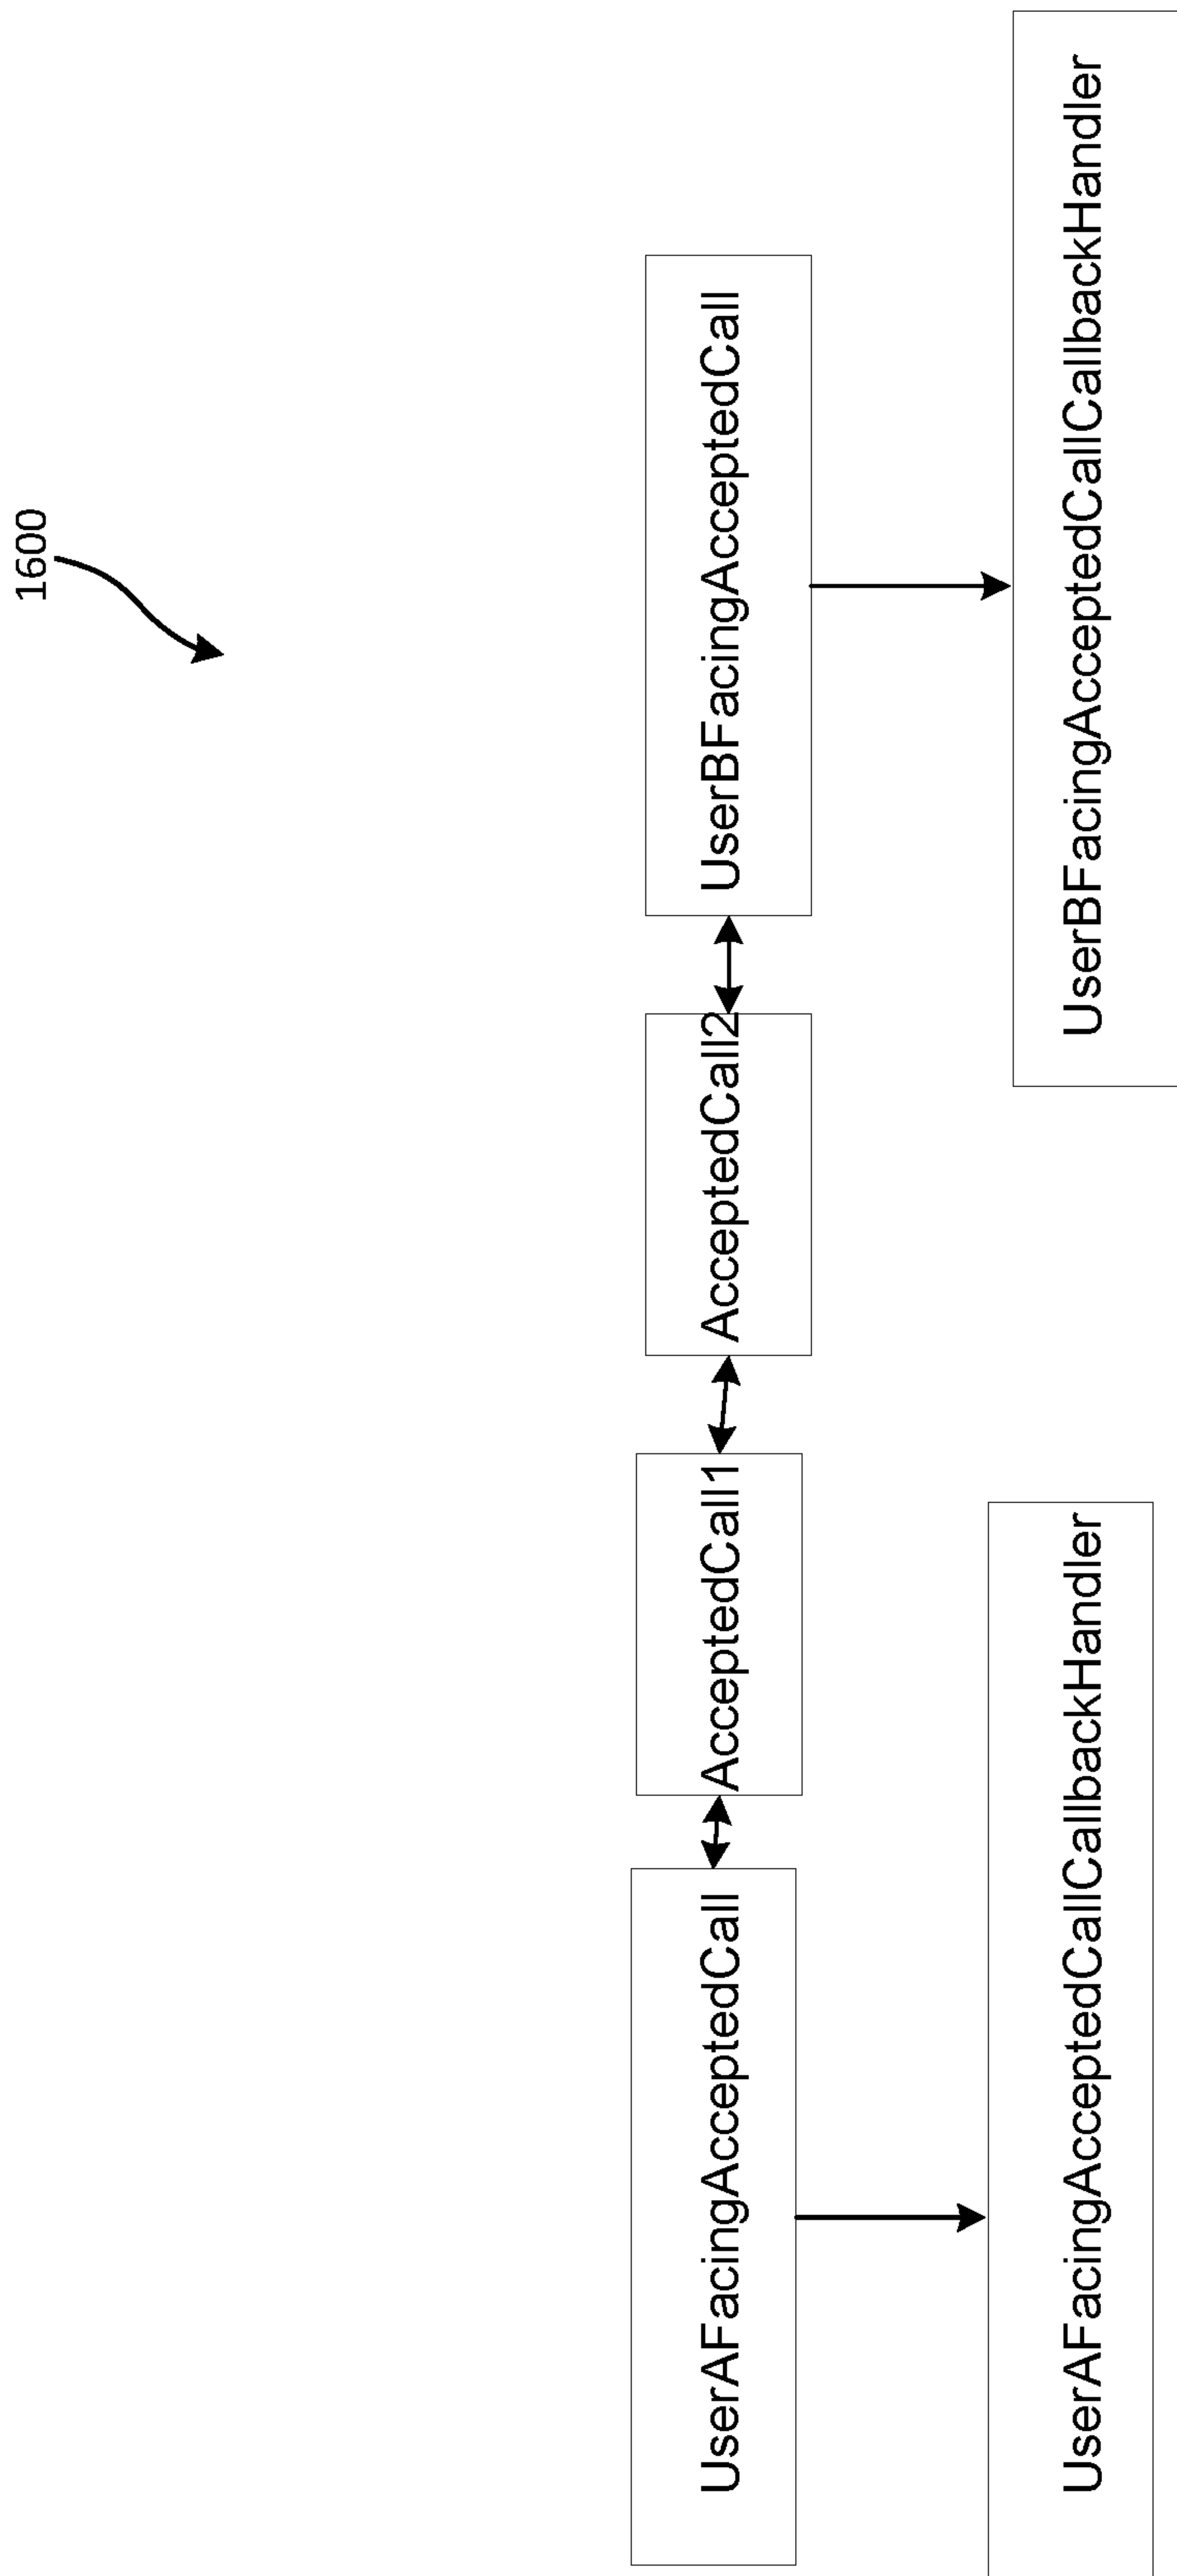 1600
UserAFacingAcceptedCall
AcceptedCall1
AcceptedCall2
UserBFacingAcceptedCall
UserAFacingAcceptedCallCallbackHandler
UserBFacingAcceptedCallCallbackHandler